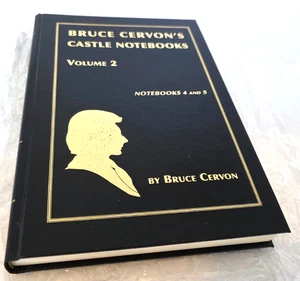 BRUCE CERVON'S
CASTLE NOTEBOOKS
VOLUME 2
NOTEBOOKS 4 AND 5
BY BRUCE CERVON